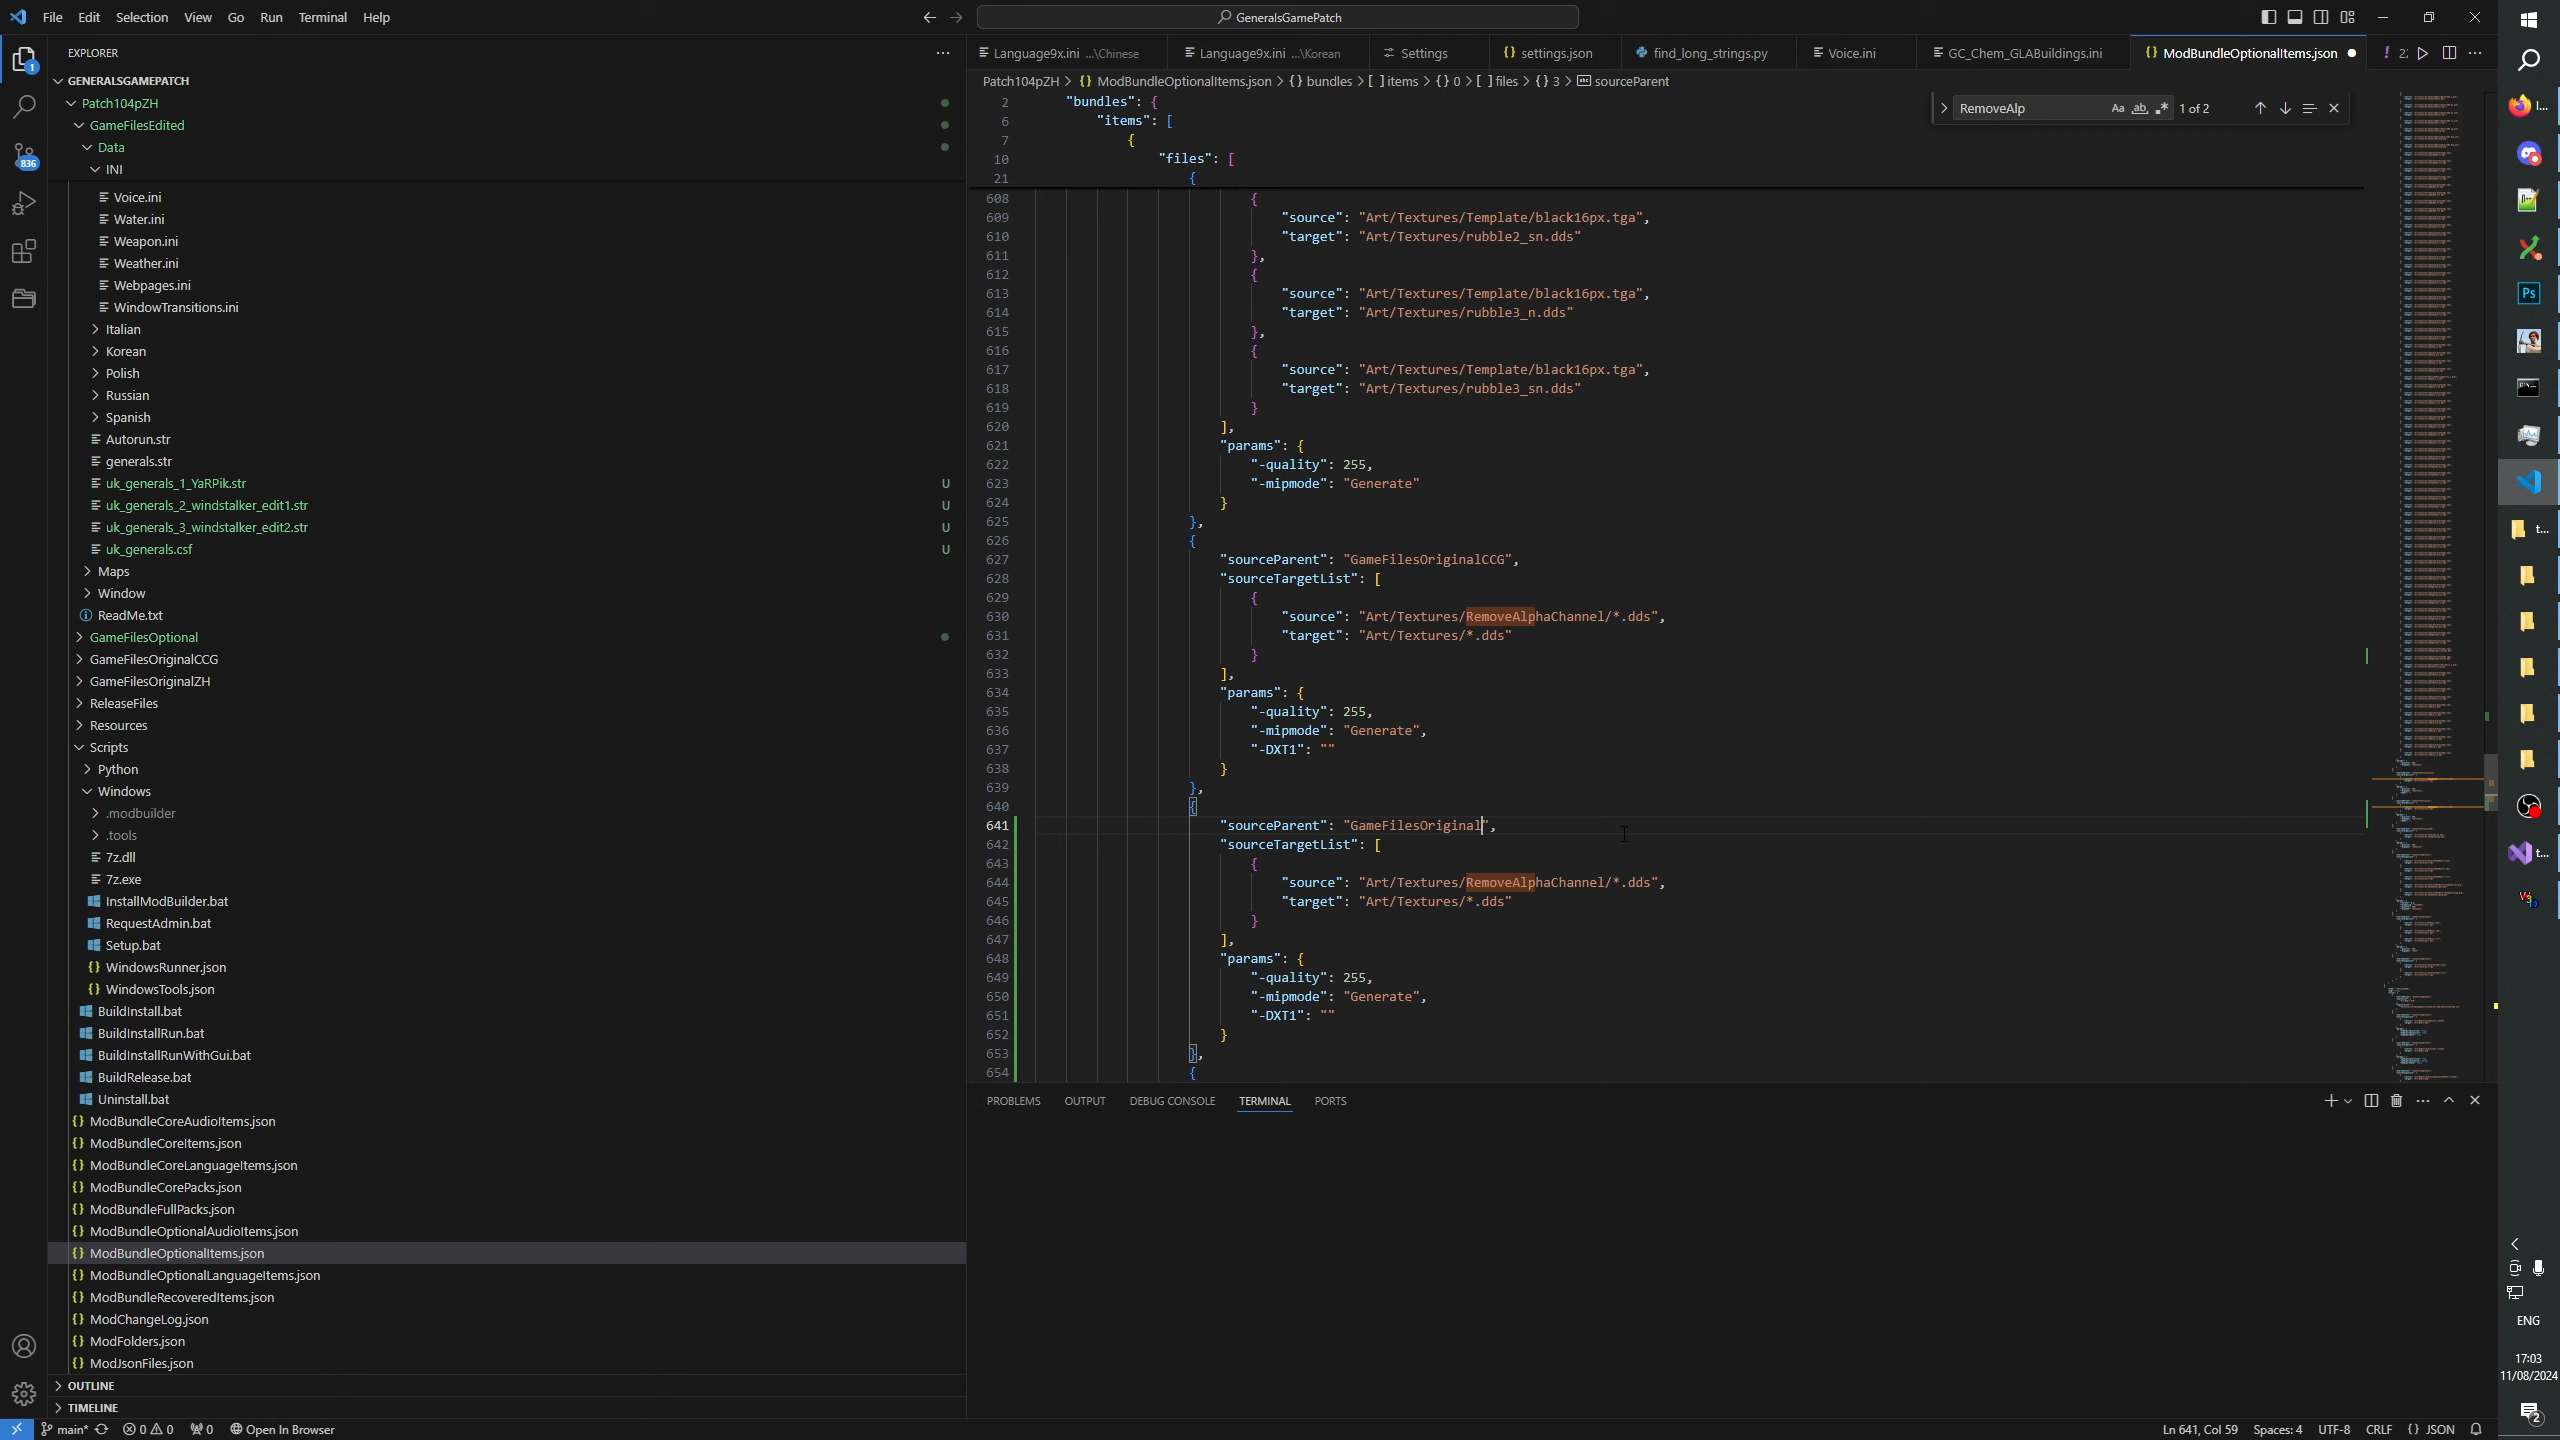 File Edit Selection View Go Run Terminal Help
GeneralsGamePatch
EXPLORER
GENERALSGAMEPATCH
Patch104pZH
GameFilesEdited
Data
INI
Voice.ini
Water.ini
Weapon.ini
Weather.ini
Webpages.ini
WindowTransitions.ini
Italian
Korean
Polish
Russian
Spanish
Autorun.str
generals.str
uk_generals_1_YaRPik.str U
uk_generals_2_windstalker_edit1.str U
uk_generals_3_windstalker_edit2.str U
uk_generals.csf U
Maps
Window
ReadMe.txt
GameFilesOptional
GameFilesOriginalCCG
GameFilesOriginalZH
ReleaseFiles
Resources
Scripts
Python
Windows
.modbuilder
.tools
7z.dll
7z.exe
InstallModBuilder.bat
RequestAdmin.bat
Setup.bat
WindowsRunner.json
WindowsTools.json
BuildInstall.bat
BuildInstallRun.bat
BuildInstallRunWithGui.bat
BuildRelease.bat
Uninstall.bat
ModBundleCoreAudioItems.json
ModBundleCoreItems.json
ModBundleCoreLanguageItems.json
ModBundleCorePacks.json
ModBundleFullPacks.json
ModBundleOptionalAudioItems.json
ModBundleOptionalItems.json
ModBundleOptionalLanguageItems.json
ModBundleRecoveredItems.json
ModChangeLog.json
ModFolders.json
ModJsonFiles.json
OUTLINE
TIMELINE
1
836
Language9x.ini ...\Chinese Language9x.ini ...\Korean Settings settings.json find_long_strings.py Voice.ini GC_Chem_GLABuildings.ini ModBundleOptionalItems.json
Patch104pZH > {} ModBundleOptionalItems.json > {} bundles > [ ] items > {} 0 > [ ] files > {} 3 > sourceParent
RemoveAlp Aa ab 1 of 2
2 "bundles": {
6 "items": [
7 {
10 "files": [
21 {
608 {
609 "source": "Art/Textures/Template/black16px.tga",
610 "target": "Art/Textures/rubble2_sn.dds"
611 },
612 {
613 "source": "Art/Textures/Template/black16px.tga",
614 "target": "Art/Textures/rubble3_n.dds"
615 },
616 {
617 "source": "Art/Textures/Template/black16px.tga",
618 "target": "Art/Textures/rubble3_sn.dds"
619 }
620 ],
621 "params": {
622 "-quality": 255,
623 "-mipmode": "Generate"
624 }
625 },
626 {
627 "sourceParent": "GameFilesOriginalCCG",
628 "sourceTargetList": [
629 {
630 "source": "Art/Textures/RemoveAlphaChannel/*.dds",
631 "target": "Art/Textures/*.dds"
632 }
633 ],
634 "params": {
635 "-quality": 255,
636 "-mipmode": "Generate",
637 "-DXT1": ""
638 }
639 },
640 {
641 "sourceParent": "GameFilesOriginal",
642 "sourceTargetList": [
643 {
644 "source": "Art/Textures/RemoveAlphaChannel/*.dds",
645 "target": "Art/Textures/*.dds"
646 }
647 ],
648 "params": {
649 "-quality": 255,
650 "-mipmode": "Generate",
651 "-DXT1": ""
652 }
653 },
654 {
PROBLEMS OUTPUT DEBUG CONSOLE TERMINAL PORTS
main* 0 0 0 Open In Browser
Ln 641, Col 59 Spaces: 4 UTF-8 CRLF {} JSON
Ps
t...
t...
ENG
17:03
11/08/2024
2